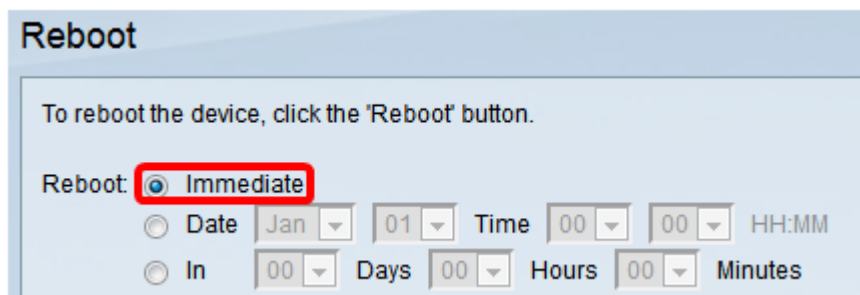 Reboot
To reboot the device, click the 'Reboot' button.
Reboot: Immediate
Date Jan 01 Time 00 00 HH:MM
In 00 Days 00 Hours 00 Minutes